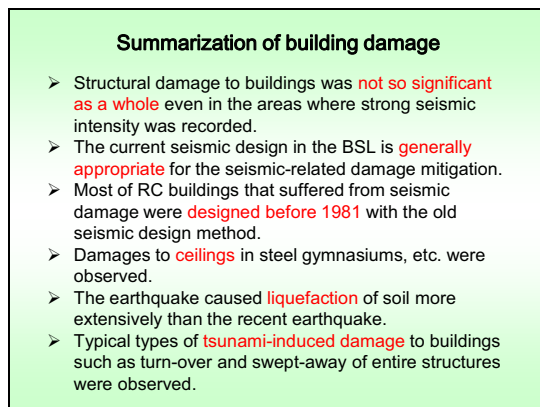 Summarization of building damage
➢ Structural damage to buildings was not so significant
as a whole even in the areas where strong seismic
intensity was recorded.
➢ The current seismic design in the BSL is generally
appropriate for the seismic-related damage mitigation.
➢ Most of RC buildings that suffered from seismic
damage were designed before 1981 with the old
seismic design method.
➢ Damages to ceilings in steel gymnasiums, etc. were
observed.
➢ The earthquake caused liquefaction of soil more
extensively than the recent earthquake.
➢ Typical types of tsunami-induced damage to buildings
such as turn-over and swept-away of entire structures
were observed.